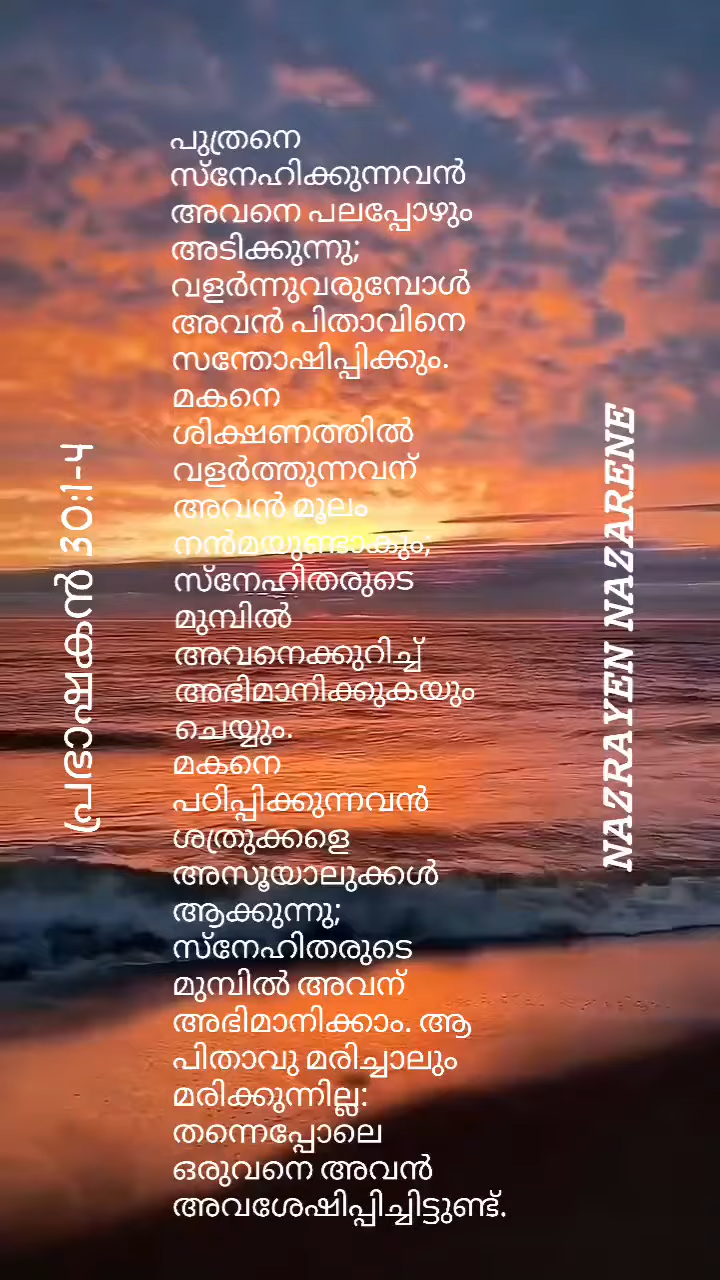 പുത്രനെ
സ്നേഹിക്കുന്നവൻ
അവനെ പലപ്പോഴും
അടിക്കുന്നു;
വളർന്നുവരുമ്പോൾ
അവൻ പിതാവിനെ
സന്തോഷിപ്പിക്കും.
മകനെ
ശിക്ഷണത്തിൽ
വളർത്തുന്നവന്
അവൻ മൂലം
നൻമയുണ്ടാകും;
സ്നേഹിതരുടെ
മുമ്പിൽ
അവനെക്കുറിച്ച്
അഭിമാനിക്കുകയും
ചെയ്യും.
മകനെ
പഠിപ്പിക്കുന്നവൻ
ശത്രുക്കളെ
അസൂയാലുക്കൾ
ആക്കുന്നു;
സ്നേഹിതരുടെ
മുമ്പിൽ അവന്
അഭിമാനിക്കാം. ആ
പിതാവു മരിച്ചാലും
മരിക്കുന്നില്ല:
തന്നെപ്പോലെ
ഒരുവനെ അവൻ
അവശേഷിപ്പിച്ചിട്ടുണ്ട്.
പ്രഭാഷകൻ 30:1-4
NAZRAYEN NAZARENE